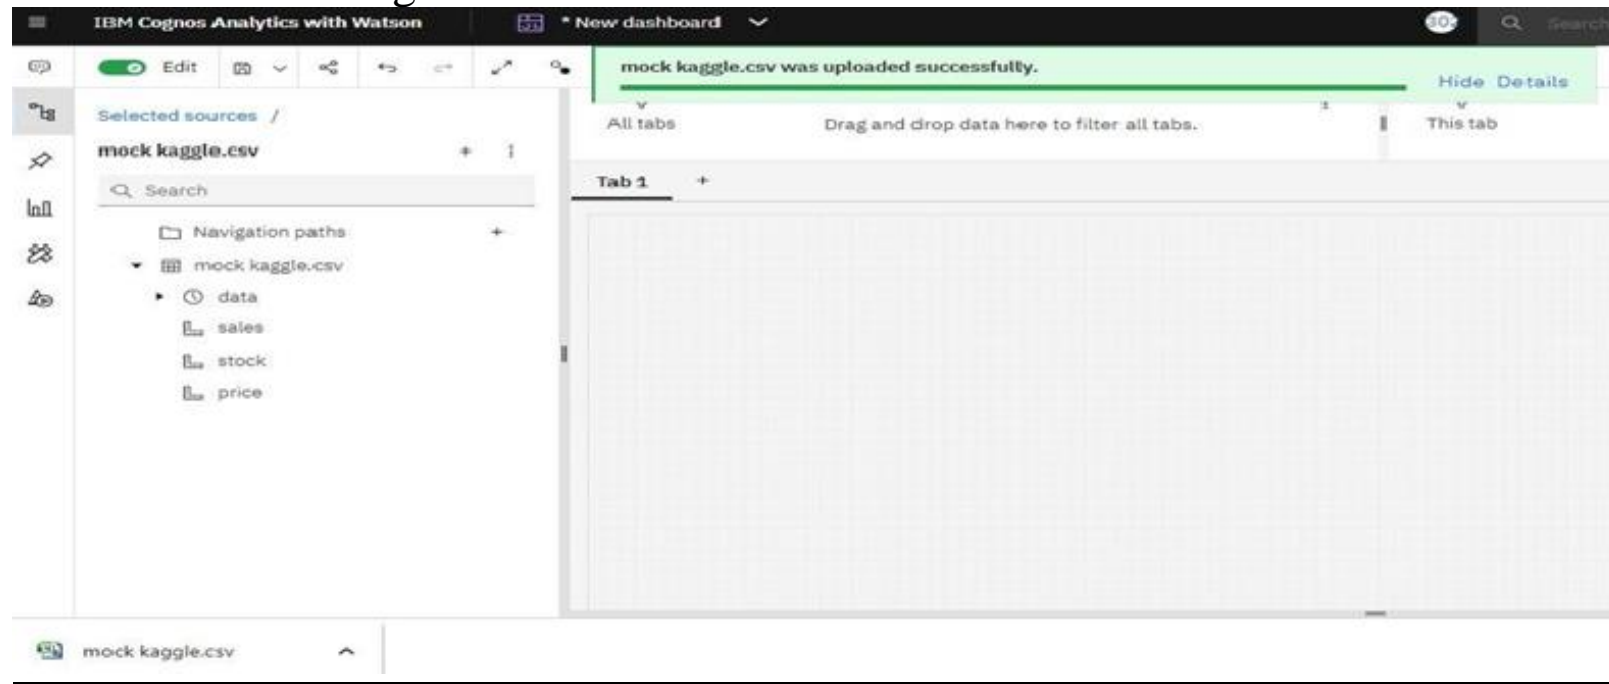 IBM Cognos Analytics with Watson
* New dashboard
Search
Edit
mock kaggle.csv was uploaded successfully.
Hide Details
Selected sources /
All tabs
Drag and drop data here to filter all tabs.
This tab
mock kaggle.csv
Search
Tab 1
Navigation paths
mock kaggle.csv
data
sales
stock
price
mock kaggle.csv